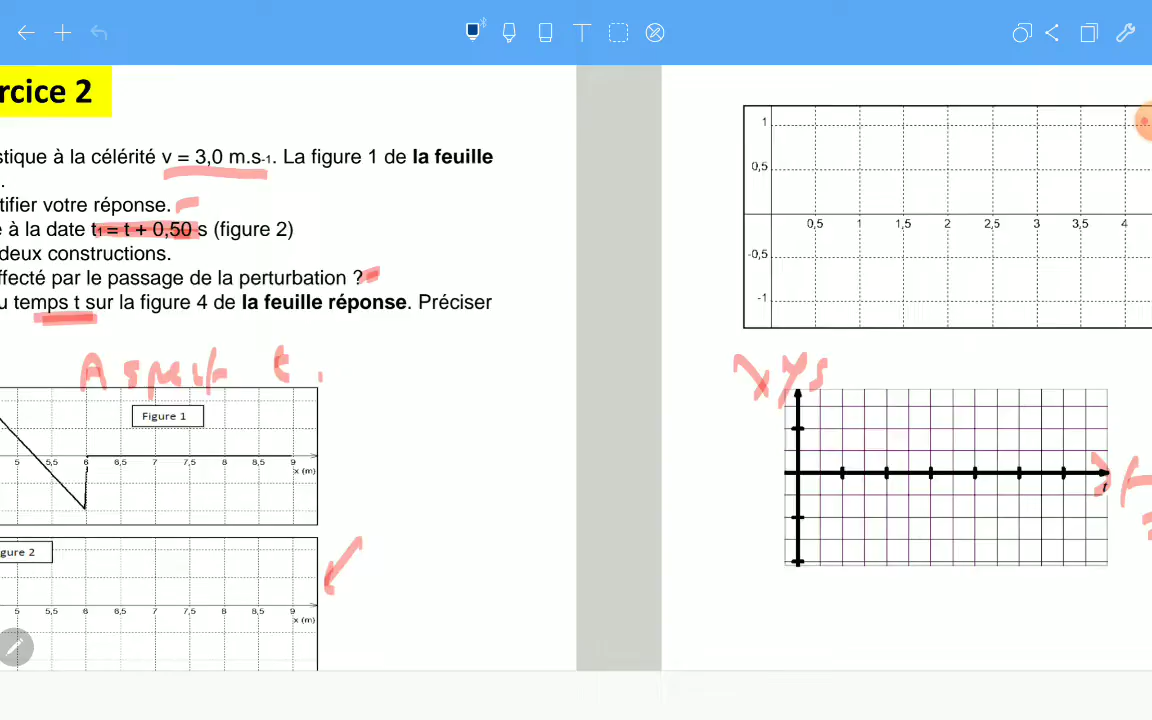 rcice 2
stique à la célérité v = 3,0 m.s-1. La figure 1 de la feuille
.
tifier votre réponse.
e à la date t1 = t + 0,50 s (figure 2)
deux constructions.
ffecté par le passage de la perturbation ?
u temps t sur la figure 4 de la feuille réponse. Préciser
Aspect t.
Figure 1
5 5,5 6 6,5 7 7,5 8 8,5 9
x (m)
gure 2
5 5,5 6 6,5 7 7,5 8 8,5 9
x (m)
1
0,5
0,5 1 1,5 2 2,5 3 3,5 4
-0,5
-1
t